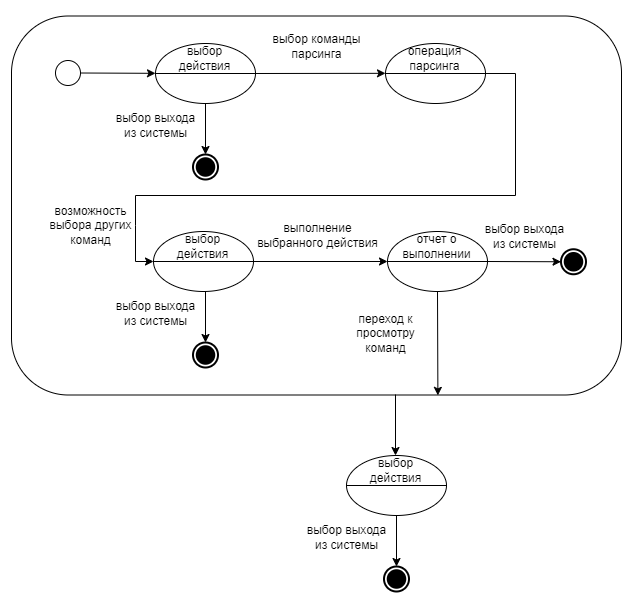 выбор
действия
выбор команды
парсинга
операция
парсинга
выбор выхода
из системы
возможность
выбора других
команд
выбор
действия
выполнение
выбранного действия
отчет о
выполнении
выбор выхода
из системы
выбор выхода
из системы
переход к
просмотру
команд
выбор
действия
выбор выхода
из системы